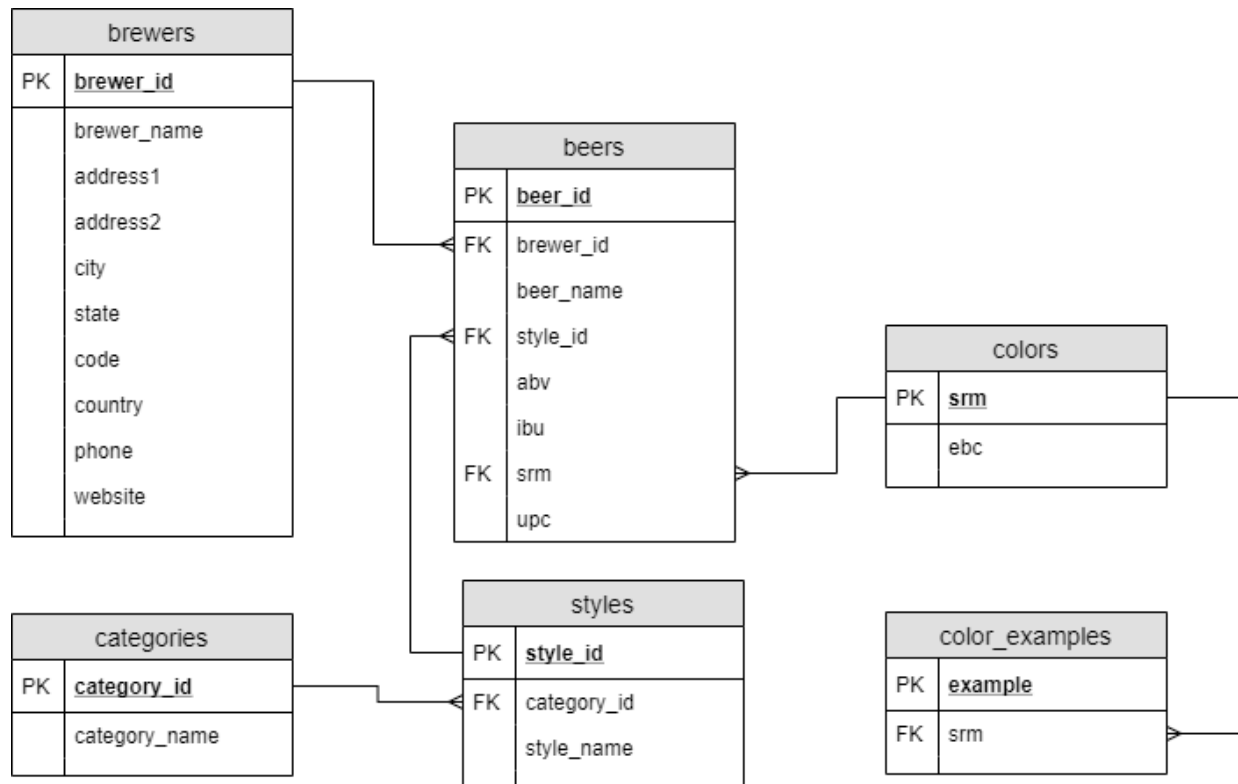 brewers
PK brewer_id
brewer_name
address1
address2
city
state
code
country
phone
website
beers
PK beer_id
FK brewer_id
beer_name
FK style_id
abv
ibu
FK srm
upc
colors
PK srm
ebc
categories
PK category_id
category_name
styles
PK style_id
FK category_id
style_name
color_examples
PK example
FK srm